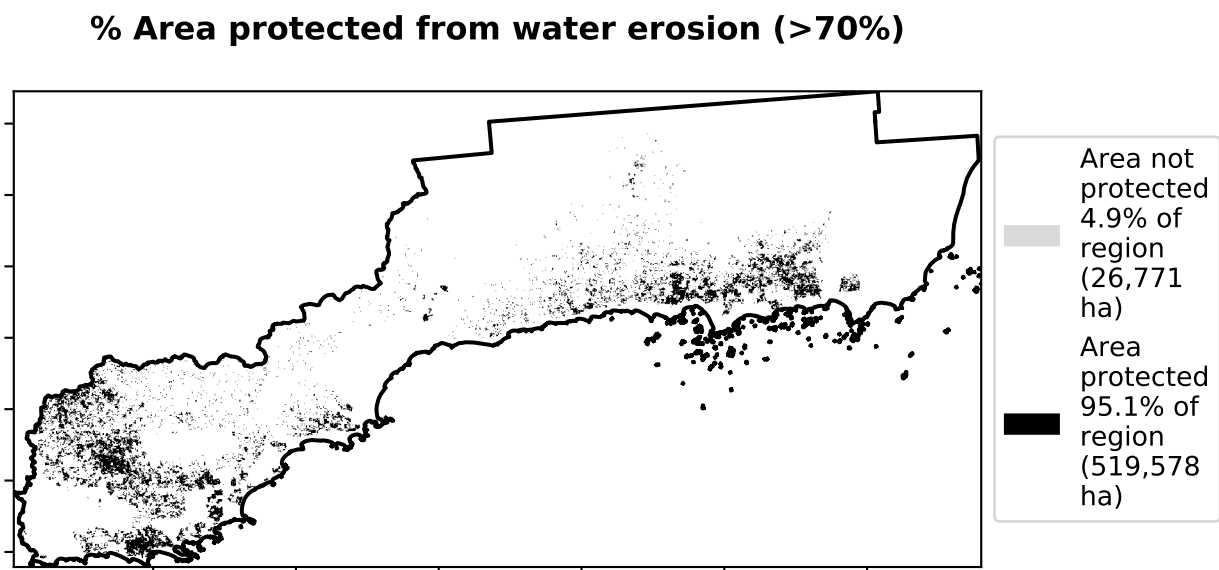 % Area protected from water erosion (>70%)
Area not
protected
4.9% of
region
(26,771
ha)
Area
protected
95.1% of
region
(519,578
ha)